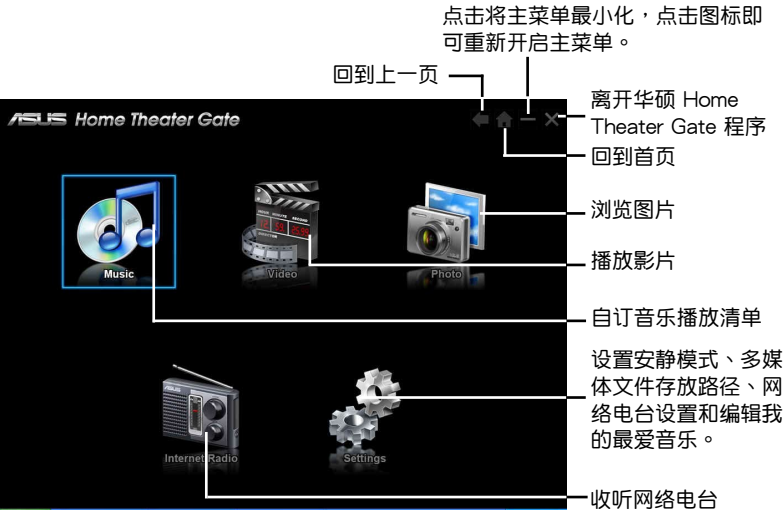 点击将主菜单最小化，点击图标即
可重新开启主菜单。
回到上一页
离开华硕 Home
Theater Gate 程序
ASUS Home Theater Gate
回到首页
浏览图片
播放影片
Music
Video
Photo
自订音乐播放清单
设置安静模式、多媒
体文件存放路径、网
络电台设置和编辑我
的最爱音乐。
Internet Radio
Settings
收听网络电台